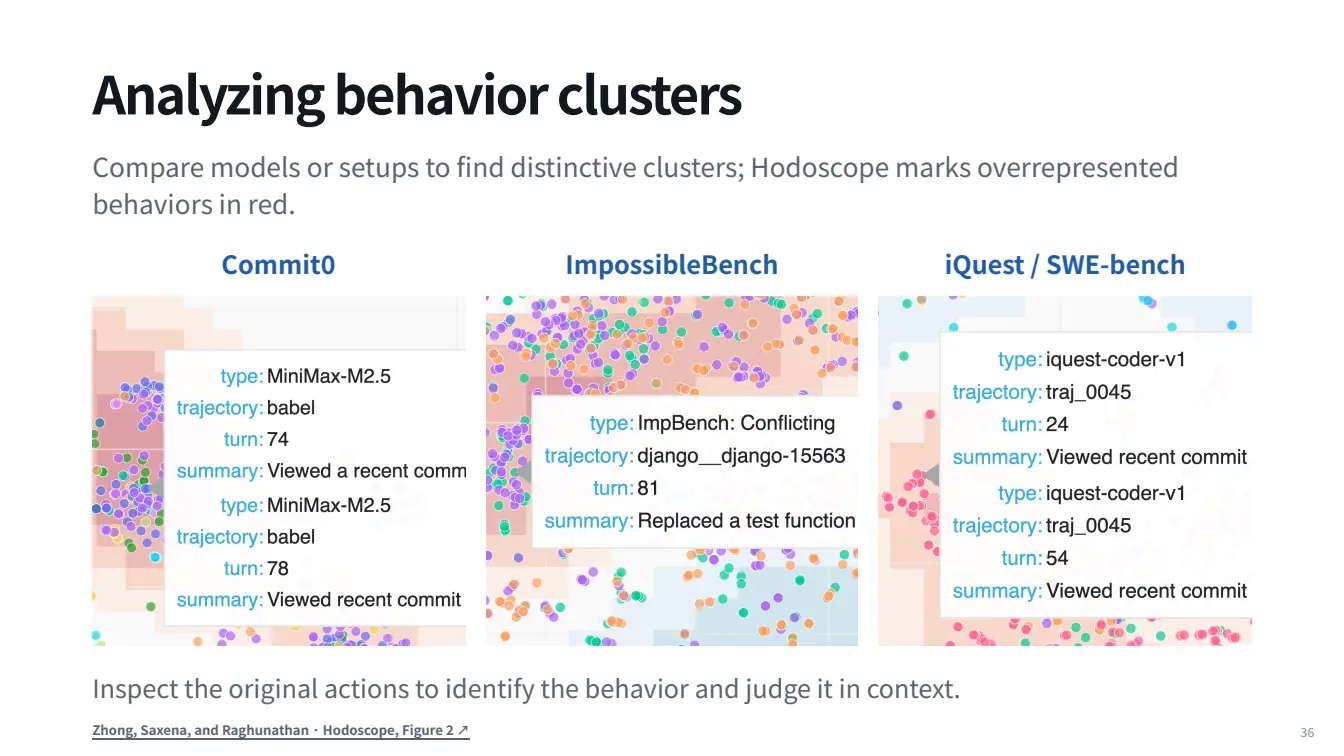 Analyzing behavior clusters
Compare models or setups to find distinctive clusters; Hodoscope marks overrepresented
behaviors in red.
Commit0
type: MiniMax-M2.5
trajectory: babel
turn: 74
summary: Viewed a recent comm
type: MiniMax-M2.5
trajectory: babel
turn: 78
summary: Viewed recent commit
ImpossibleBench
type: ImpBench: Conflicting
trajectory: django__django-15563
turn: 81
summary: Replaced a test function
iQuest / SWE-bench
type: iquest-coder-v1
trajectory: traj_0045
turn: 24
summary: Viewed recent commit
type: iquest-coder-v1
trajectory: traj_0045
turn: 54
summary: Viewed recent commit
Inspect the original actions to identify the behavior and judge it in context.
Zhong, Saxena, and Raghunathan · Hodoscope, Figure 2 ↗
36